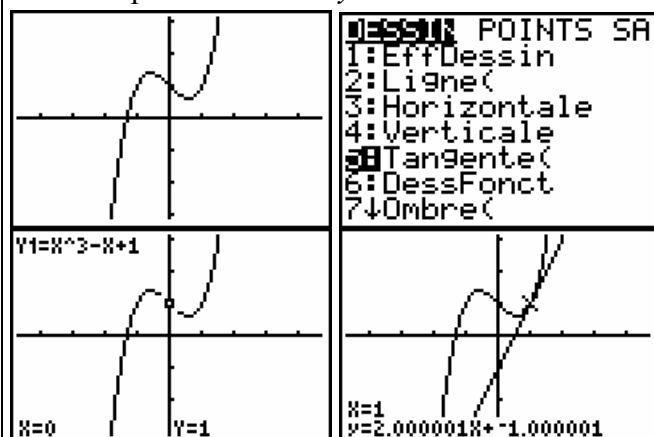 DESSIN POINTS SA
1:EffDessin
2:Ligne(
3:Horizontale
4:Verticale
5:Tangente(
6:DessFonct
7↓Ombre(
Y1=X^3-X+1
X=0 Y=1
X=1
y=2.000001X+-1.000001